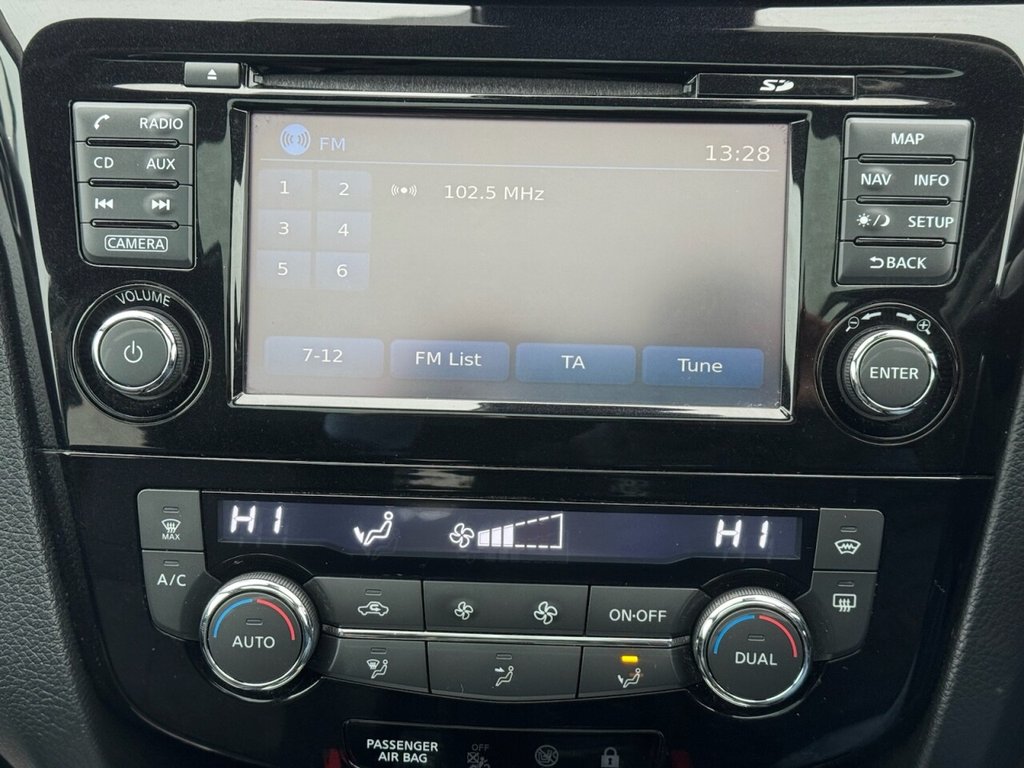 SD
RADIO
CD AUX
CAMERA
VOLUME
FM
13:28
1 2
3 4
5 6
102.5 MHz
7-12 FM List TA Tune
MAP
NAV INFO
SETUP
BACK
ENTER
HI HI
MAX
A/C
AUTO
ON·OFF
DUAL
PASSENGER
AIR BAG
OFF